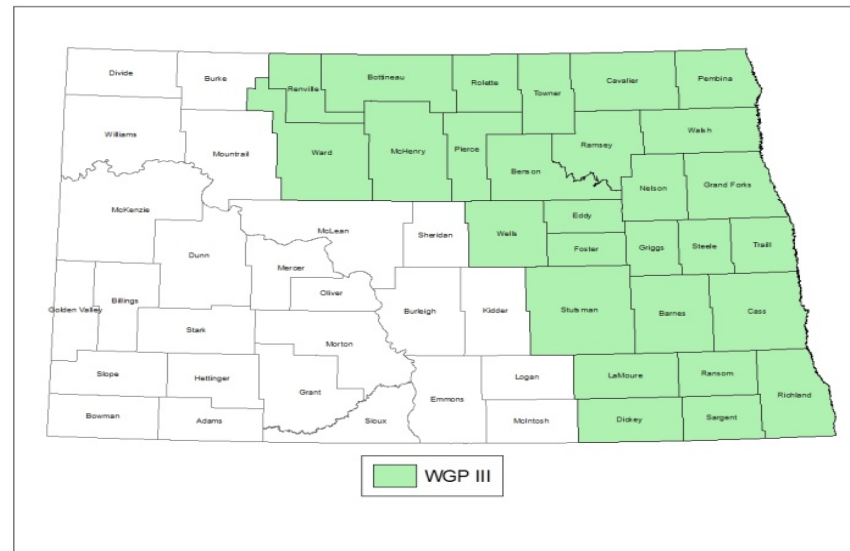 Divide
Burke
Renville
Bottineau
Rolette
Towner
Cavalier
Pembina
Williams
Mountrail
Ward
McHenry
Pierce
Benson
Ramsey
Walsh
Nelson
Grand Forks
McKenzie
Dunn
McLean
Mercer
Oliver
Sheridan
Wells
Eddy
Foster
Griggs
Steele
Traill
Golden Valley
Billings
Stark
Morton
Burleigh
Kidder
Stutsman
Barnes
Cass
Slope
Hettinger
Grant
Emmons
Logan
LaMoure
Ransom
Richland
Bowman
Adams
Sioux
McIntosh
Dickey
Sargent
WGP III